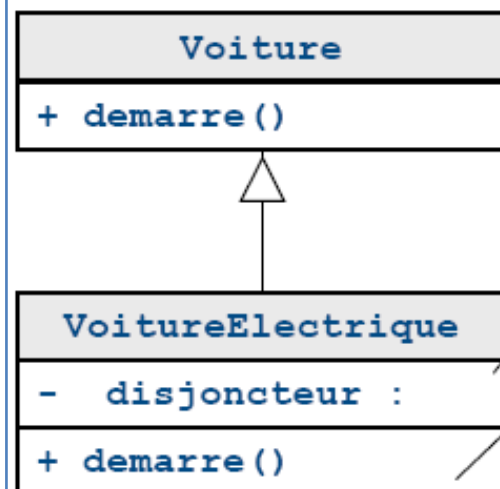 Voiture
+ demarre()
VoitureElectrique
- disjoncteur :
+ demarre()